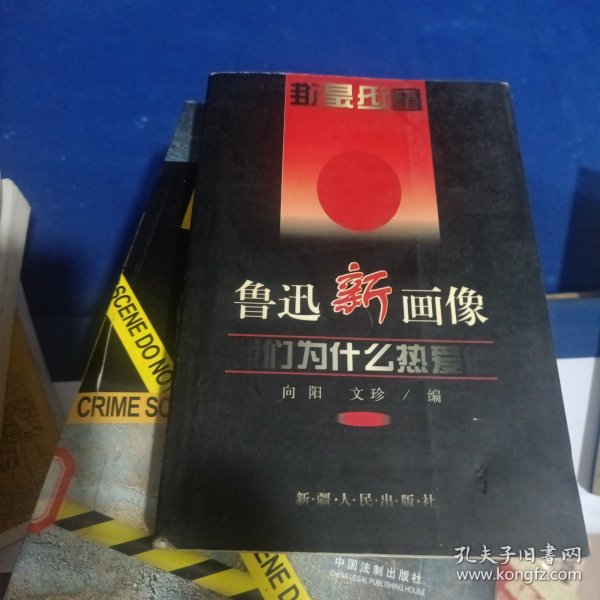 鲁迅新画像
们为什么热爱
向阳 文珍 / 编
新·疆·人·民·出·版·社
SCENE DO NO
CRIME SC
ENE DO
中国法制出版社
CHINA LEGAL PUBLISHING HOUSE
孔夫子旧书网
www.kongfz.com